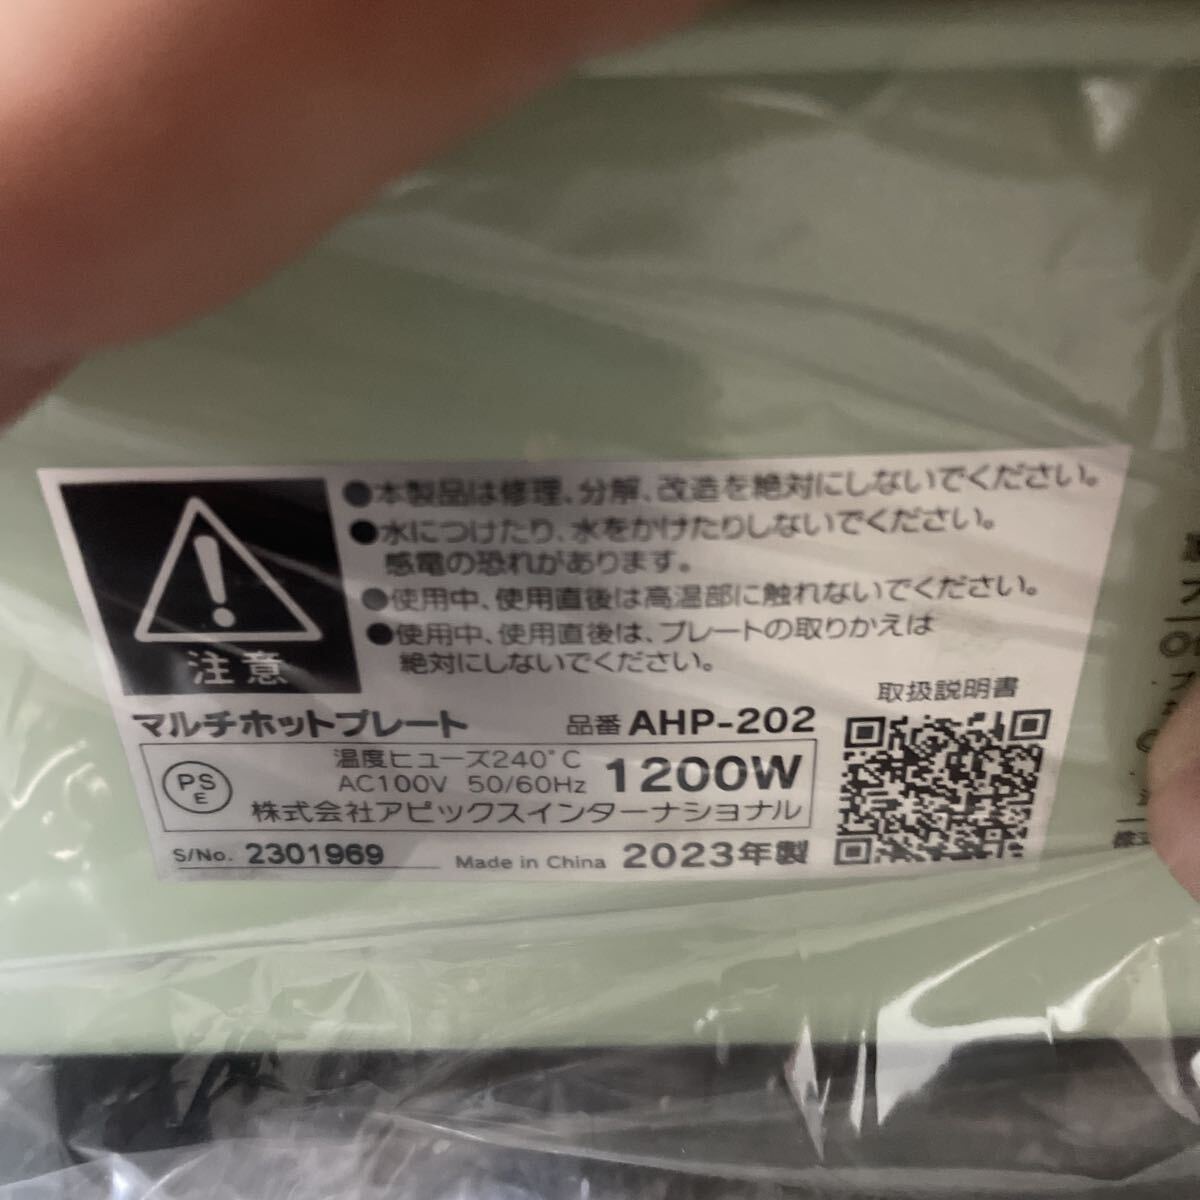 注意
●本製品は修理、分解、改造を絶対にしないでください。
●水につけたり、水をかけたりしないでください。
感電の恐れがあります。
●使用中、使用直後は高温部に触れないでください。
●使用中、使用直後は、プレートの取りかえは
絶対にしないでください。
取扱説明書
マルチホットプレート 品番 AHP-202
PSE
温度ヒューズ240°C
AC100V 50/60Hz 1200W
株式会社アピックスインターナショナル
S/No. 2301969 Made in China 2023年製